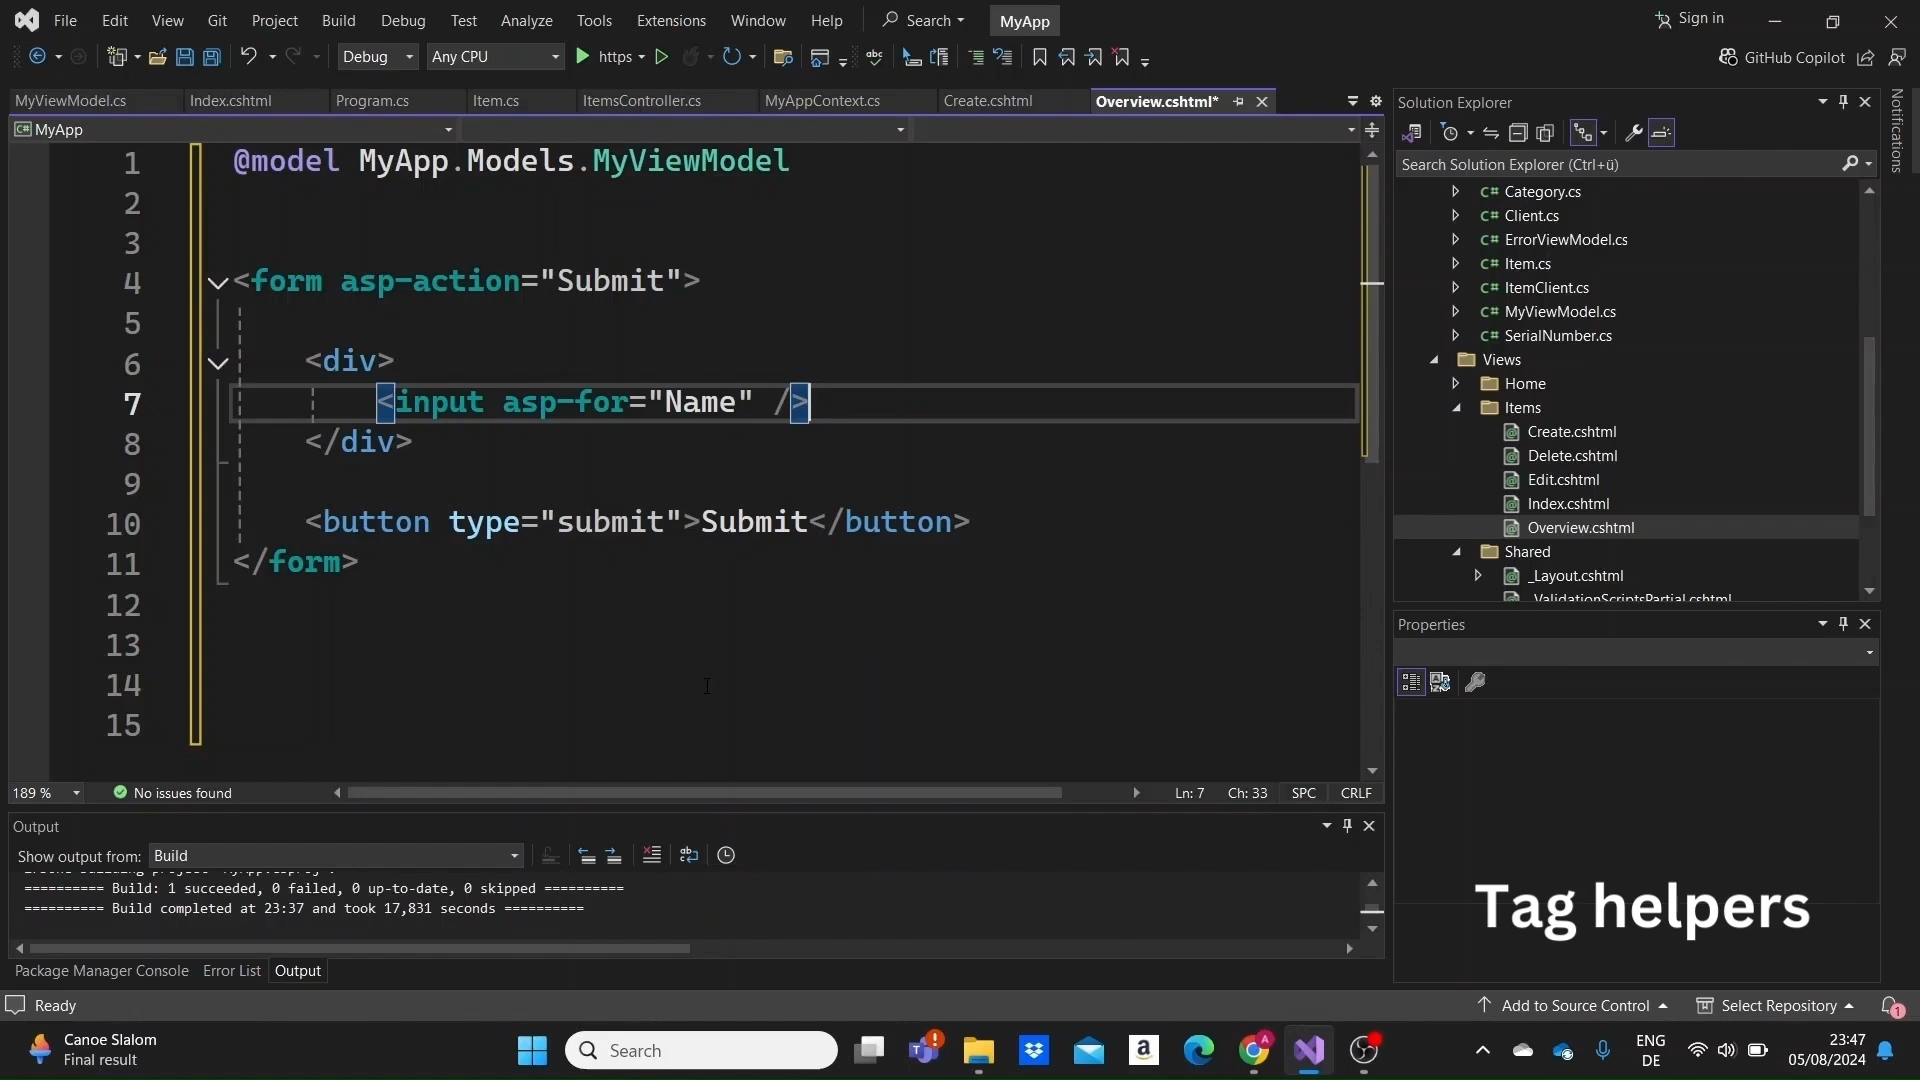 File Edit View Git Project Build Debug Test Analyze Tools Extensions Window Help Search MyApp Sign in
Debug Any CPU https GitHub Copilot
MyViewModel.cs Index.cshtml Program.cs Item.cs ItemsController.cs MyAppContext.cs Create.cshtml Overview.cshtml*
MyApp
1 @model MyApp.Models.MyViewModel
2
3
4 <form asp-action="Submit">
5
6 <div>
7 <input asp-for="Name" />
8 </div>
9
10 <button type="submit">Submit</button>
11 </form>
12
13
14
15
189 % No issues found Ln: 7 Ch: 33 SPC CRLF
Output
Show output from: Build
========== Build: 1 succeeded, 0 failed, 0 up-to-date, 0 skipped ==========
========== Build completed at 23:37 and took 17,831 seconds ==========
Package Manager Console Error List Output
Solution Explorer
Search Solution Explorer (Ctrl+ü)
C# Category.cs
C# Client.cs
C# ErrorViewModel.cs
C# Item.cs
C# ItemClient.cs
C# MyViewModel.cs
C# SerialNumber.cs
Views
Home
Items
Create.cshtml
Delete.cshtml
Edit.cshtml
Index.cshtml
Overview.cshtml
Shared
_Layout.cshtml
_ValidationScriptsPartial.cshtml
Notifications
Properties
Tag helpers
Ready Add to Source Control Select Repository 1
Canoe Slalom
Final result
Search
ENG
DE
23:47
05/08/2024